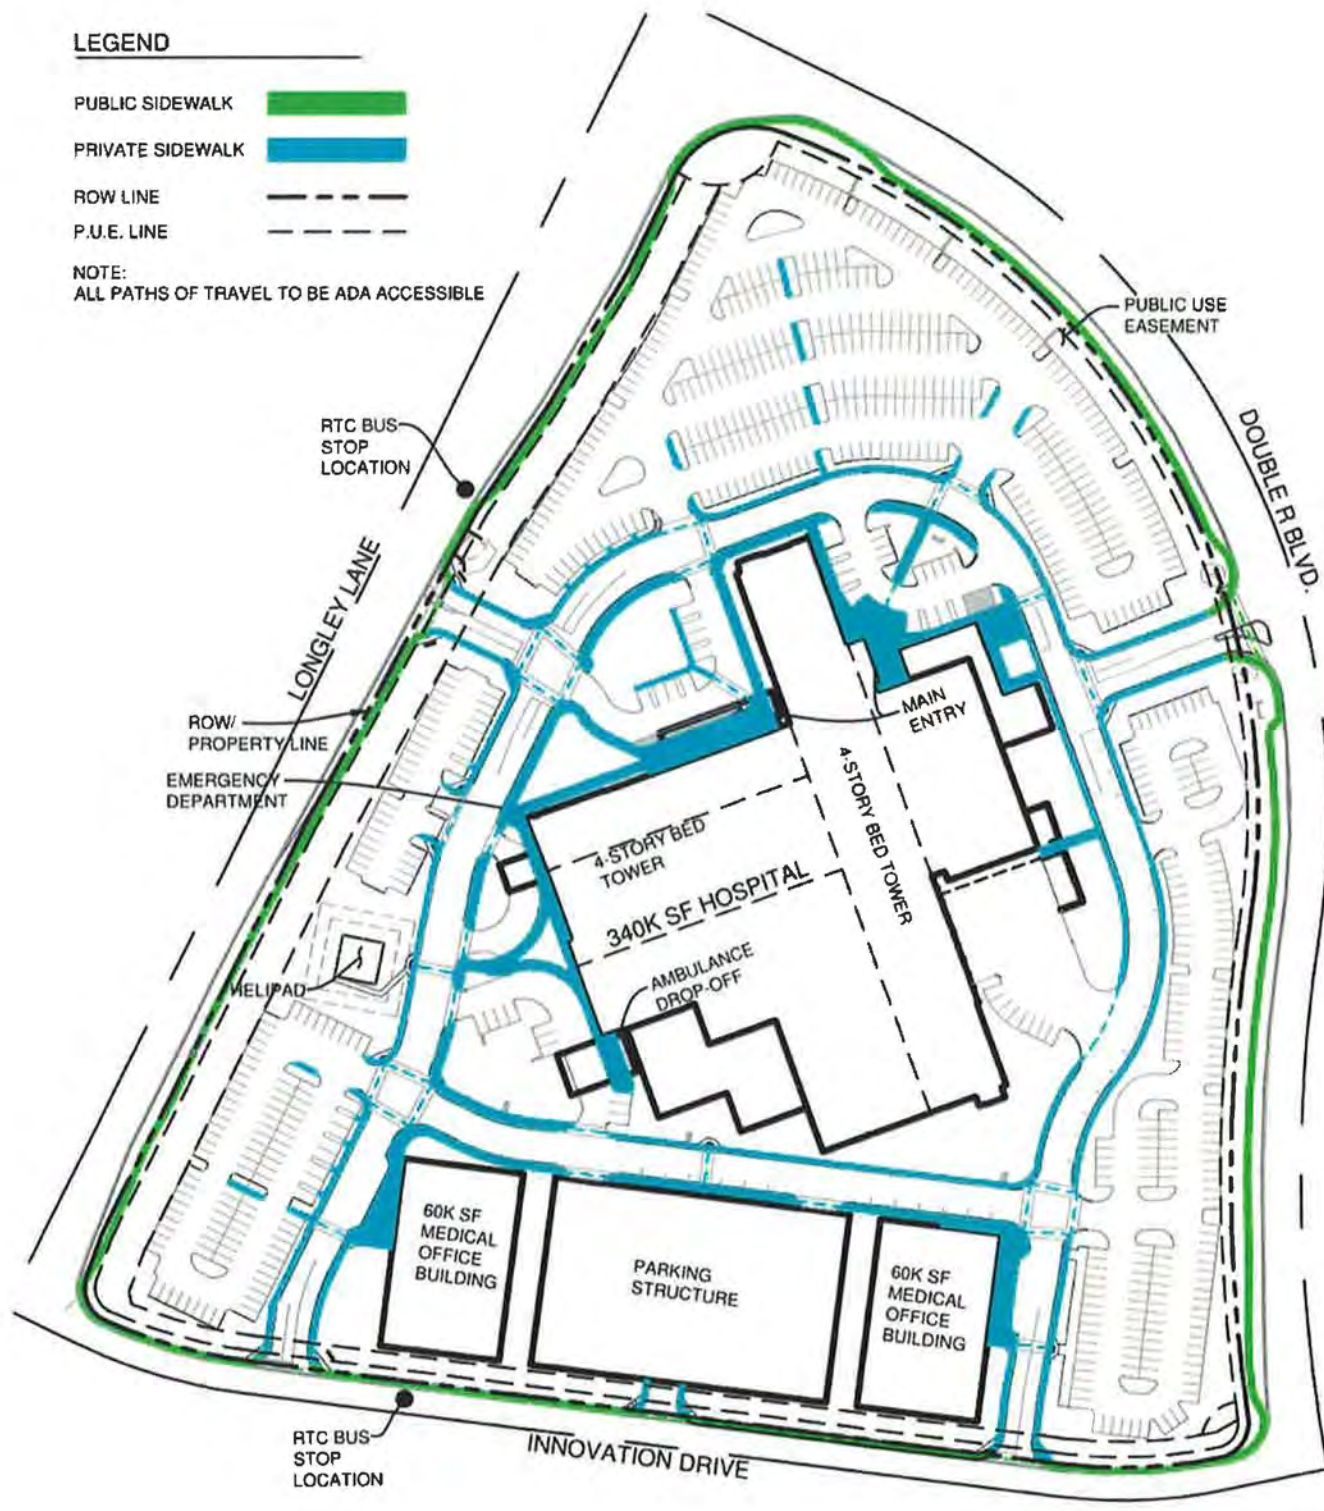 LEGEND
PUBLIC SIDEWALK
PRIVATE SIDEWALK
ROW LINE
P.U.E. LINE
NOTE:
ALL PATHS OF TRAVEL TO BE ADA ACCESSIBLE
PUBLIC USE
EASEMENT
RTC BUS
STOP
LOCATION
DOUBLE R BLVD.
LONGLEY LANE
ROW/
PROPERTY LINE
MAIN
ENTRY
EMERGENCY
DEPARTMENT
4-STORY BED
TOWER
4-STORY BED TOWER
340K SF HOSPITAL
AMBULANCE
DROP-OFF
HELIPAD
60K SF
MEDICAL
OFFICE
BUILDING
PARKING
STRUCTURE
60K SF
MEDICAL
OFFICE
BUILDING
RTC BUS
STOP
LOCATION
INNOVATION DRIVE